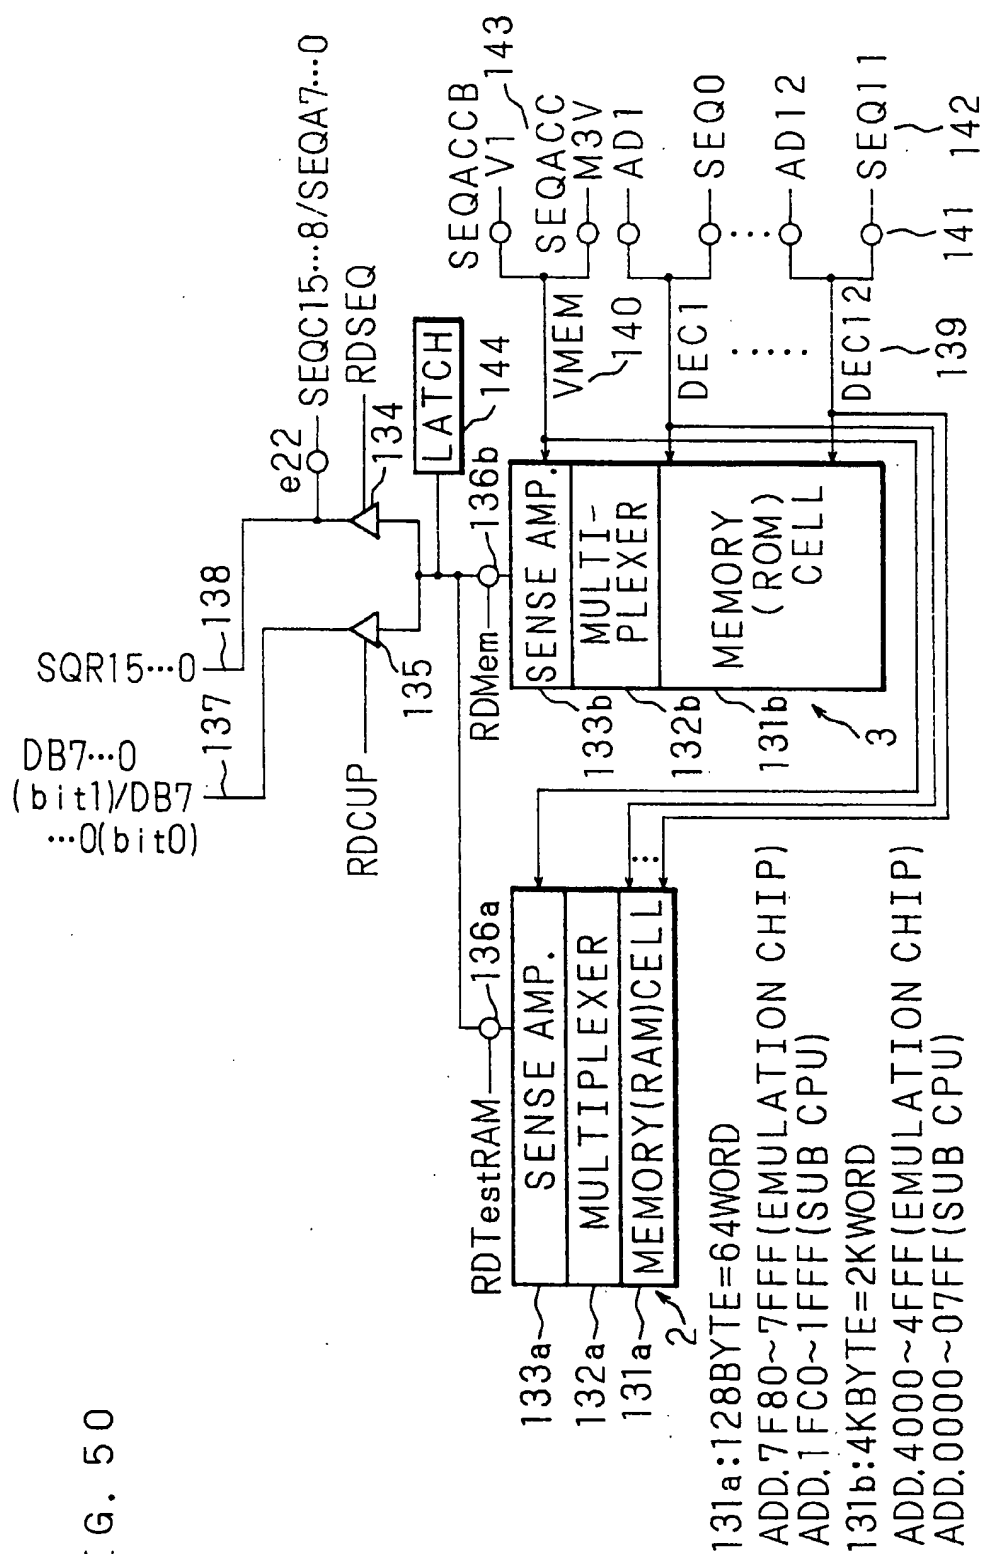 FIG. 50
DB7···0
(bit1)/DB7
···0(bit0)
137
SQR15···0
138
e22
SEQC15···8/SEQA7···0
RDSEQ
134
135
RDCUP
LATCH
144
RDTestRAM
136a
RDMem
136b
SENSE AMP.
MULTIPLEXER
MEMORY(RAM)CELL
133a
132a
131a
2
SENSE AMP.
MULTI-
PLEXER
MEMORY
(ROM)
CELL
133b
132b
131b
3
VMEM
140
DEC1
DEC12
139
SEQACCB
V1
143
SEQACC
M3V
AD1
SEQ0
AD12
SEQ11
141
142
131a:128BYTE=64WORD
ADD.7F80~7FFF(EMULATION CHIP)
ADD.1FC0~1FFF(SUB CPU)
131b:4KBYTE=2KWORD
ADD.4000~4FFF(EMULATION CHIP)
ADD.0000~07FF(SUB CPU)